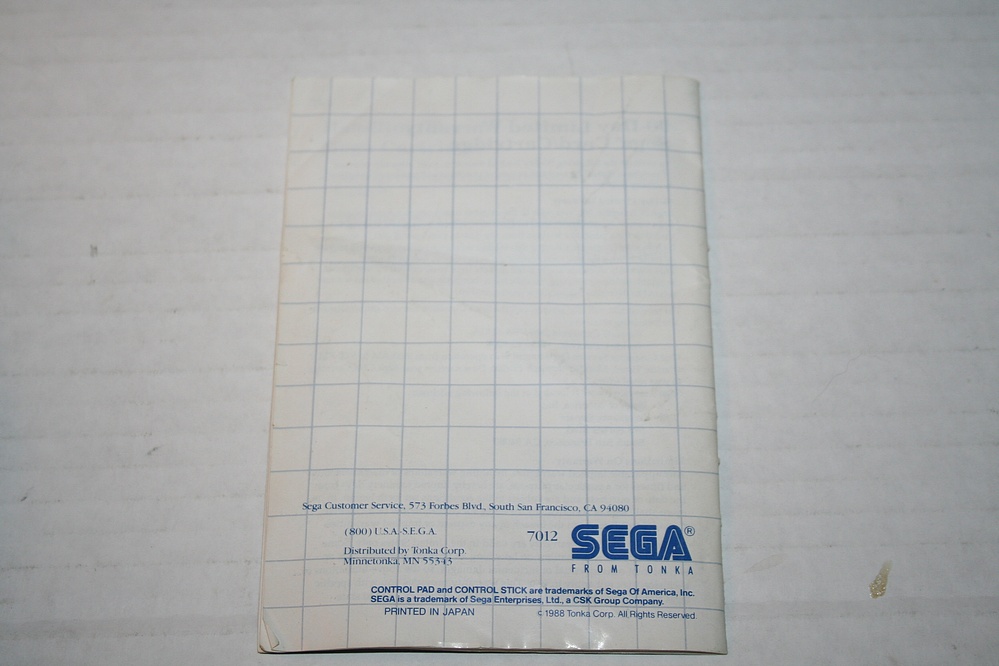 Sega Customer Service, 573 Forbes Blvd., South San Francisco, CA 94080
(800) U.S.A.-S.E.G.A.
7012
SEGA®
FROM TONKA
Distributed by Tonka Corp.
Minnetonka, MN 55343
CONTROL PAD and CONTROL STICK are trademarks of Sega Of America, Inc.
SEGA is a trademark of Sega Enterprises, Ltd., a CSK Group Company.
PRINTED IN JAPAN
© 1988 Tonka Corp. All Rights Reserved.